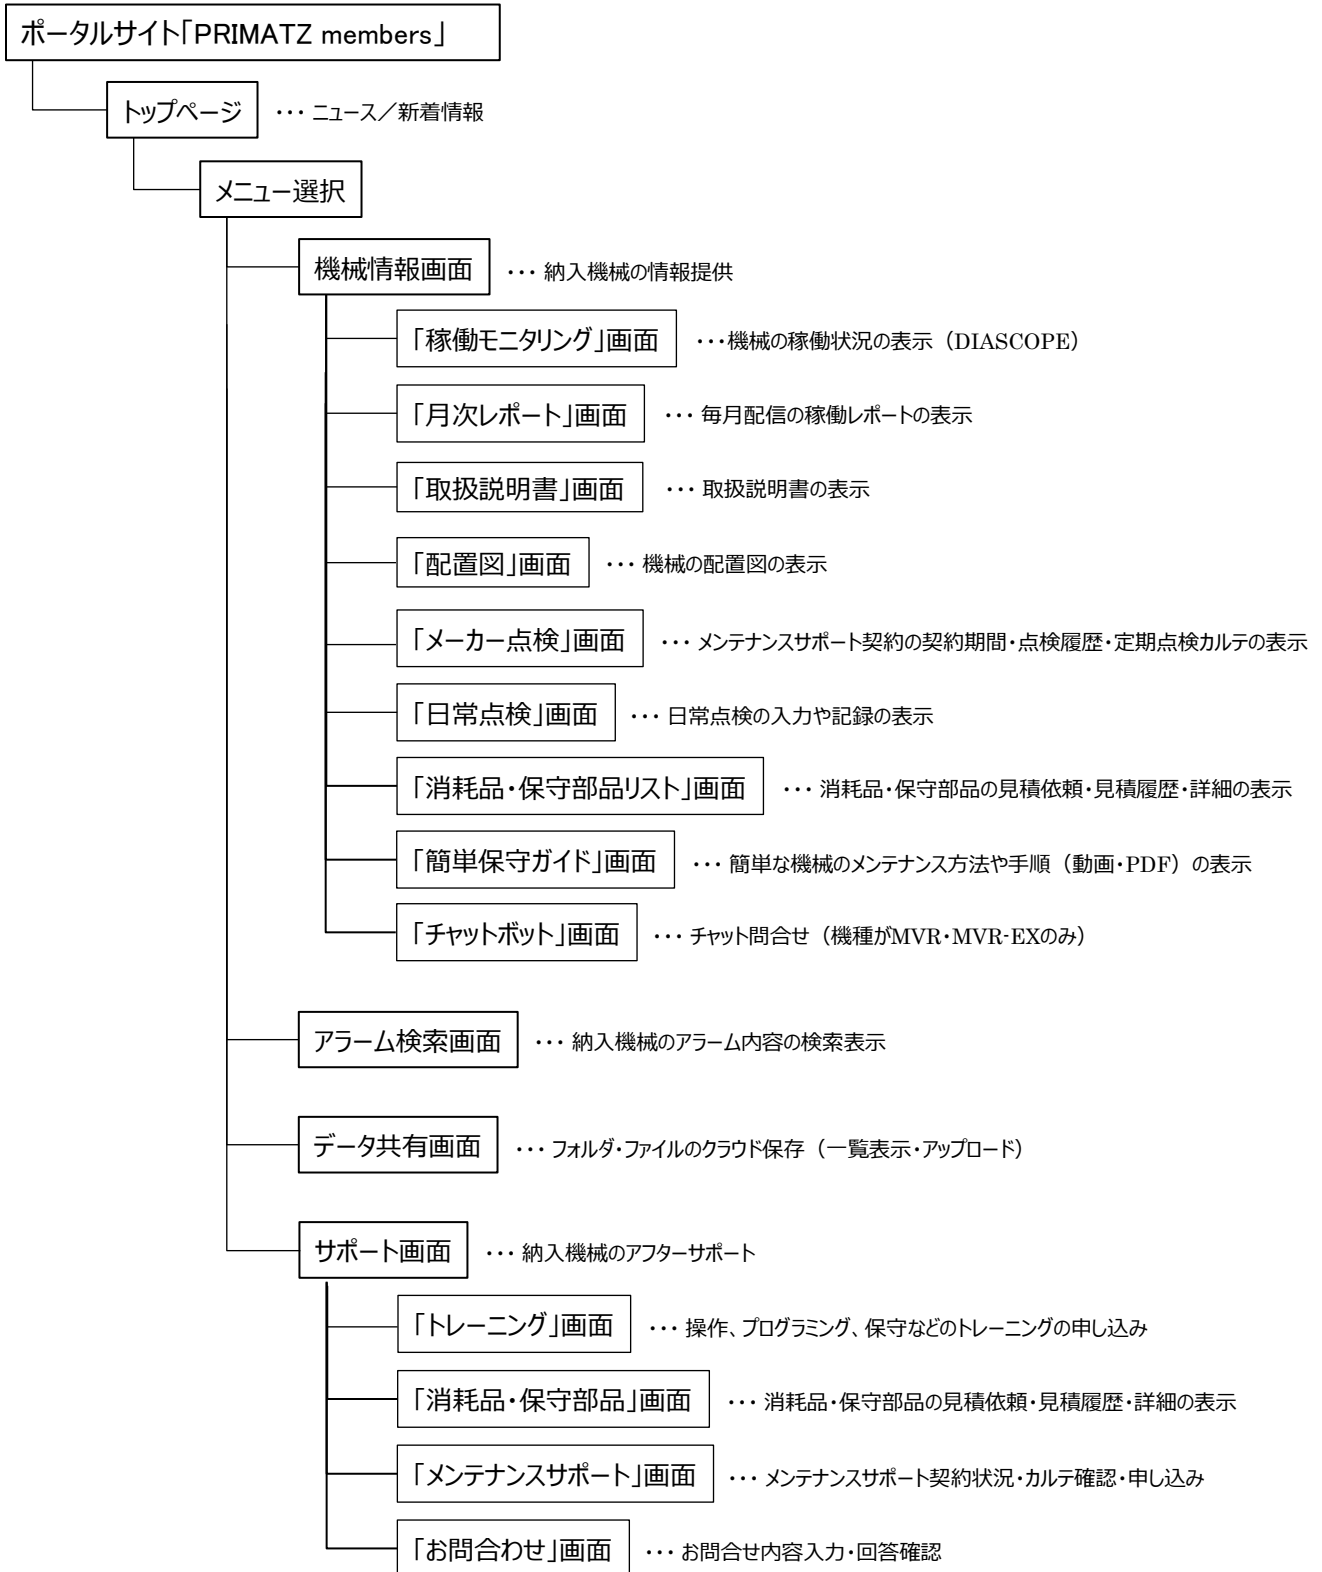 ポータルサイト「PRIMATZ members」
トップページ ・・・ ニュース／新着情報
メニュー選択
機械情報画面 ・・・ 納入機械の情報提供
「稼働モニタリング」画面 ・・・機械の稼働状況の表示（DIASCOPE）
「月次レポート」画面 ・・・ 毎月配信の稼働レポートの表示
「取扱説明書」画面 ・・・ 取扱説明書の表示
「配置図」画面 ・・・ 機械の配置図の表示
「メーカー点検」画面 ・・・ メンテナンスサポート契約の契約期間・点検履歴・定期点検カルテの表示
「日常点検」画面 ・・・ 日常点検の入力や記録の表示
「消耗品・保守部品リスト」画面 ・・・ 消耗品・保守部品の見積依頼・見積履歴・詳細の表示
「簡単保守ガイド」画面 ・・・ 簡単な機械のメンテナンス方法や手順（動画・PDF）の表示
「チャットボット」画面 ・・・ チャット問合せ（機種がMVR・MVR-EXのみ）
アラーム検索画面 ・・・ 納入機械のアラーム内容の検索表示
データ共有画面 ・・・ フォルダ・ファイルのクラウド保存（一覧表示・アップロード）
サポート画面 ・・・ 納入機械のアフターサポート
「トレーニング」画面 ・・・ 操作、プログラミング、保守などのトレーニングの申し込み
「消耗品・保守部品」画面 ・・・ 消耗品・保守部品の見積依頼・見積履歴・詳細の表示
「メンテナンスサポート」画面 ・・・ メンテナンスサポート契約状況・カルテ確認・申し込み
「お問合わせ」画面 ・・・ お問合せ内容入力・回答確認